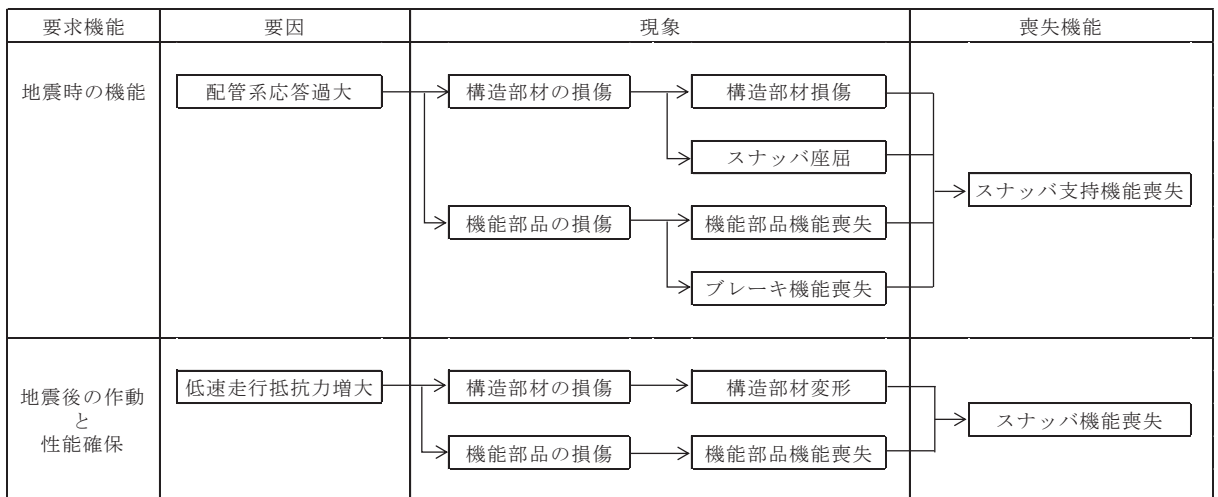 要求機能
要因
現象
喪失機能
地震時の機能
配管系応答過大
構造部材の損傷
構造部材損傷
スナッバ座屈
スナッバ支持機能喪失
機能部品の損傷
機能部品機能喪失
ブレーキ機能喪失
地震後の作動
と
性能確保
低速走行抵抗力増大
構造部材の損傷
構造部材変形
スナッバ機能喪失
機能部品の損傷
機能部品機能喪失